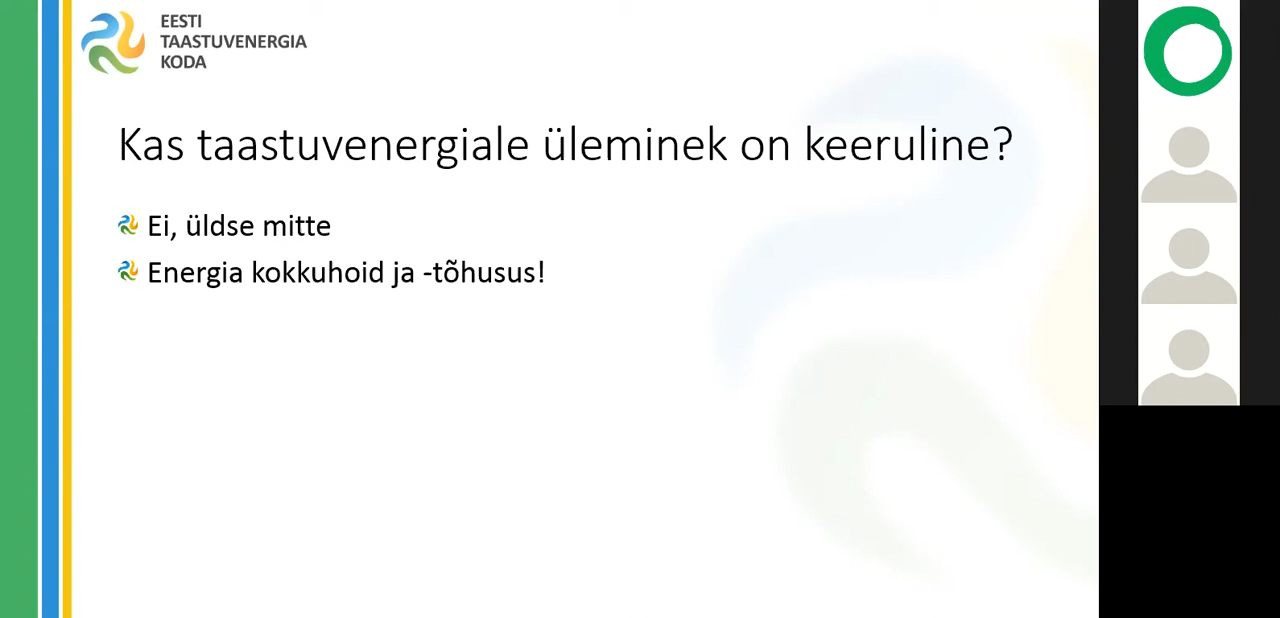 EESTI
TAASTUVENERGIA
KODA
Kas taastuvenergiale üleminek on keeruline?
Ei, üldse mitte
Energia kokkuhoid ja -tõhusus!